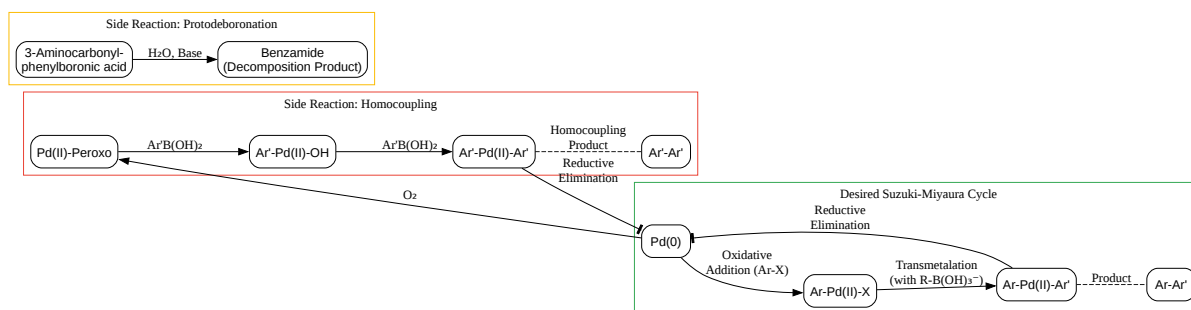 Side Reaction: Protodeboronation
3-Aminocarbonyl-
phenylboronic acid
H₂O, Base
Benzamide
(Decomposition Product)
Side Reaction: Homocoupling
Pd(II)-Peroxo
Ar'B(OH)₂
Ar'-Pd(II)-OH
Ar'B(OH)₂
Ar'-Pd(II)-Ar'
Homocoupling
Product
Ar'-Ar'
Reductive
Elimination
O₂
Desired Suzuki-Miyaura Cycle
Reductive
Elimination
Pd(0)
Oxidative
Addition (Ar-X)
Ar-Pd(II)-X
Transmetalation
(with R-B(OH)₃⁻)
Ar-Pd(II)-Ar'
Product
Ar-Ar'